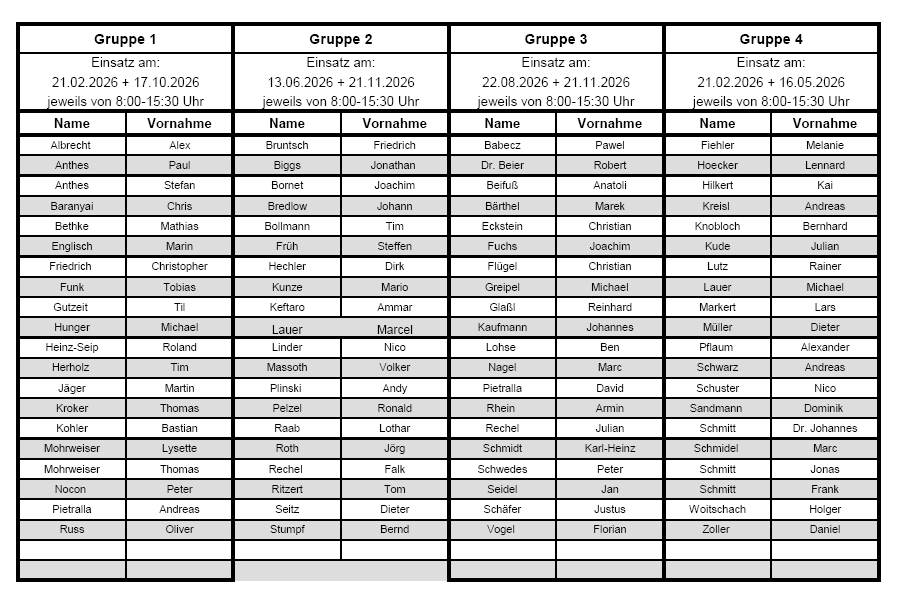 Gruppe 1 Gruppe 2 Gruppe 3 Gruppe 4
Einsatz am: Einsatz am: Einsatz am: Einsatz am:
21.02.2026 + 17.10.2026 13.06.2026 + 21.11.2026 22.08.2026 + 21.11.2026 21.02.2026 + 16.05.2026
jeweils von 8:00-15:30 Uhr jeweils von 8:00-15:30 Uhr jeweils von 8:00-15:30 Uhr jeweils von 8:00-15:30 Uhr
Name Vornahme Name Vornahme Name Vornahme Name Vornahme
Albrecht Alex Bruntsch Friedrich Babecz Pawel Fiehler Melanie
Anthes Paul Biggs Jonathan Dr. Beier Robert Hoecker Lennard
Anthes Stefan Bornet Joachim Beifuß Anatoli Hilkert Kai
Baranyai Chris Bredlow Johann Bärthel Marek Kreisl Andreas
Bethke Mathias Bollmann Tim Eckstein Christian Knobloch Bernhard
Englisch Marin Früh Steffen Fuchs Joachim Kude Julian
Friedrich Christopher Hechler Dirk Flügel Christian Lutz Rainer
Funk Tobias Kunze Mario Greipel Michael Lauer Michael
Gutzeit Til Keftaro Ammar Glaßl Reinhard Markert Lars
Hunger Michael Lauer Marcel Kaufmann Johannes Müller Dieter
Heinz-Seip Roland Linder Nico Lohse Ben Pflaum Alexander
Herholz Tim Massoth Volker Nagel Marc Schwarz Andreas
Jäger Martin Plinski Andy Pietralla David Schuster Nico
Kroker Thomas Pelzel Ronald Rhein Armin Sandmann Dominik
Kohler Bastian Raab Lothar Rechel Julian Schmitt Dr. Johannes
Mohrweiser Lysette Roth Jörg Schmidt Karl-Heinz Schmidel Marc
Mohrweiser Thomas Rechel Falk Schwedes Peter Schmitt Jonas
Nocon Peter Ritzert Tom Seidel Jan Schmitt Frank
Pietralla Andreas Seitz Dieter Schäfer Justus Woitschach Holger
Russ Oliver Stumpf Bernd Vogel Florian Zoller Daniel